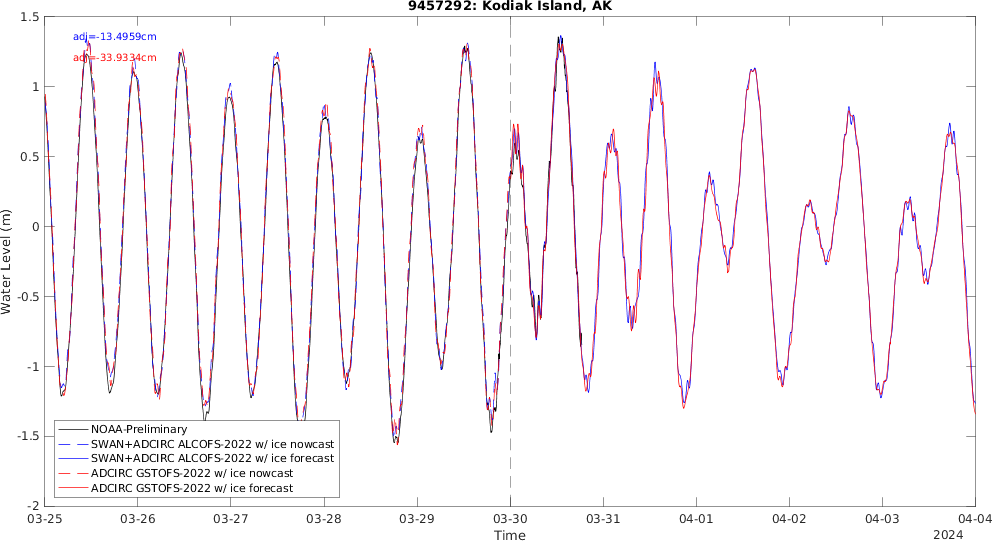 9457292: Kodiak Island, AK
adj=-13.4959cm
adj=-33.9334cm
Water Level (m)
1.5
1
0.5
0
-0.5
-1
-1.5
-2
NOAA-Preliminary
SWAN+ADCIRC ALCOFS-2022 w/ ice nowcast
SWAN+ADCIRC ALCOFS-2022 w/ ice forecast
ADCIRC GSTOFS-2022 w/ ice nowcast
ADCIRC GSTOFS-2022 w/ ice forecast
03-25 03-26 03-27 03-28 03-29 03-30 03-31 04-01 04-02 04-03 04-04
Time
2024